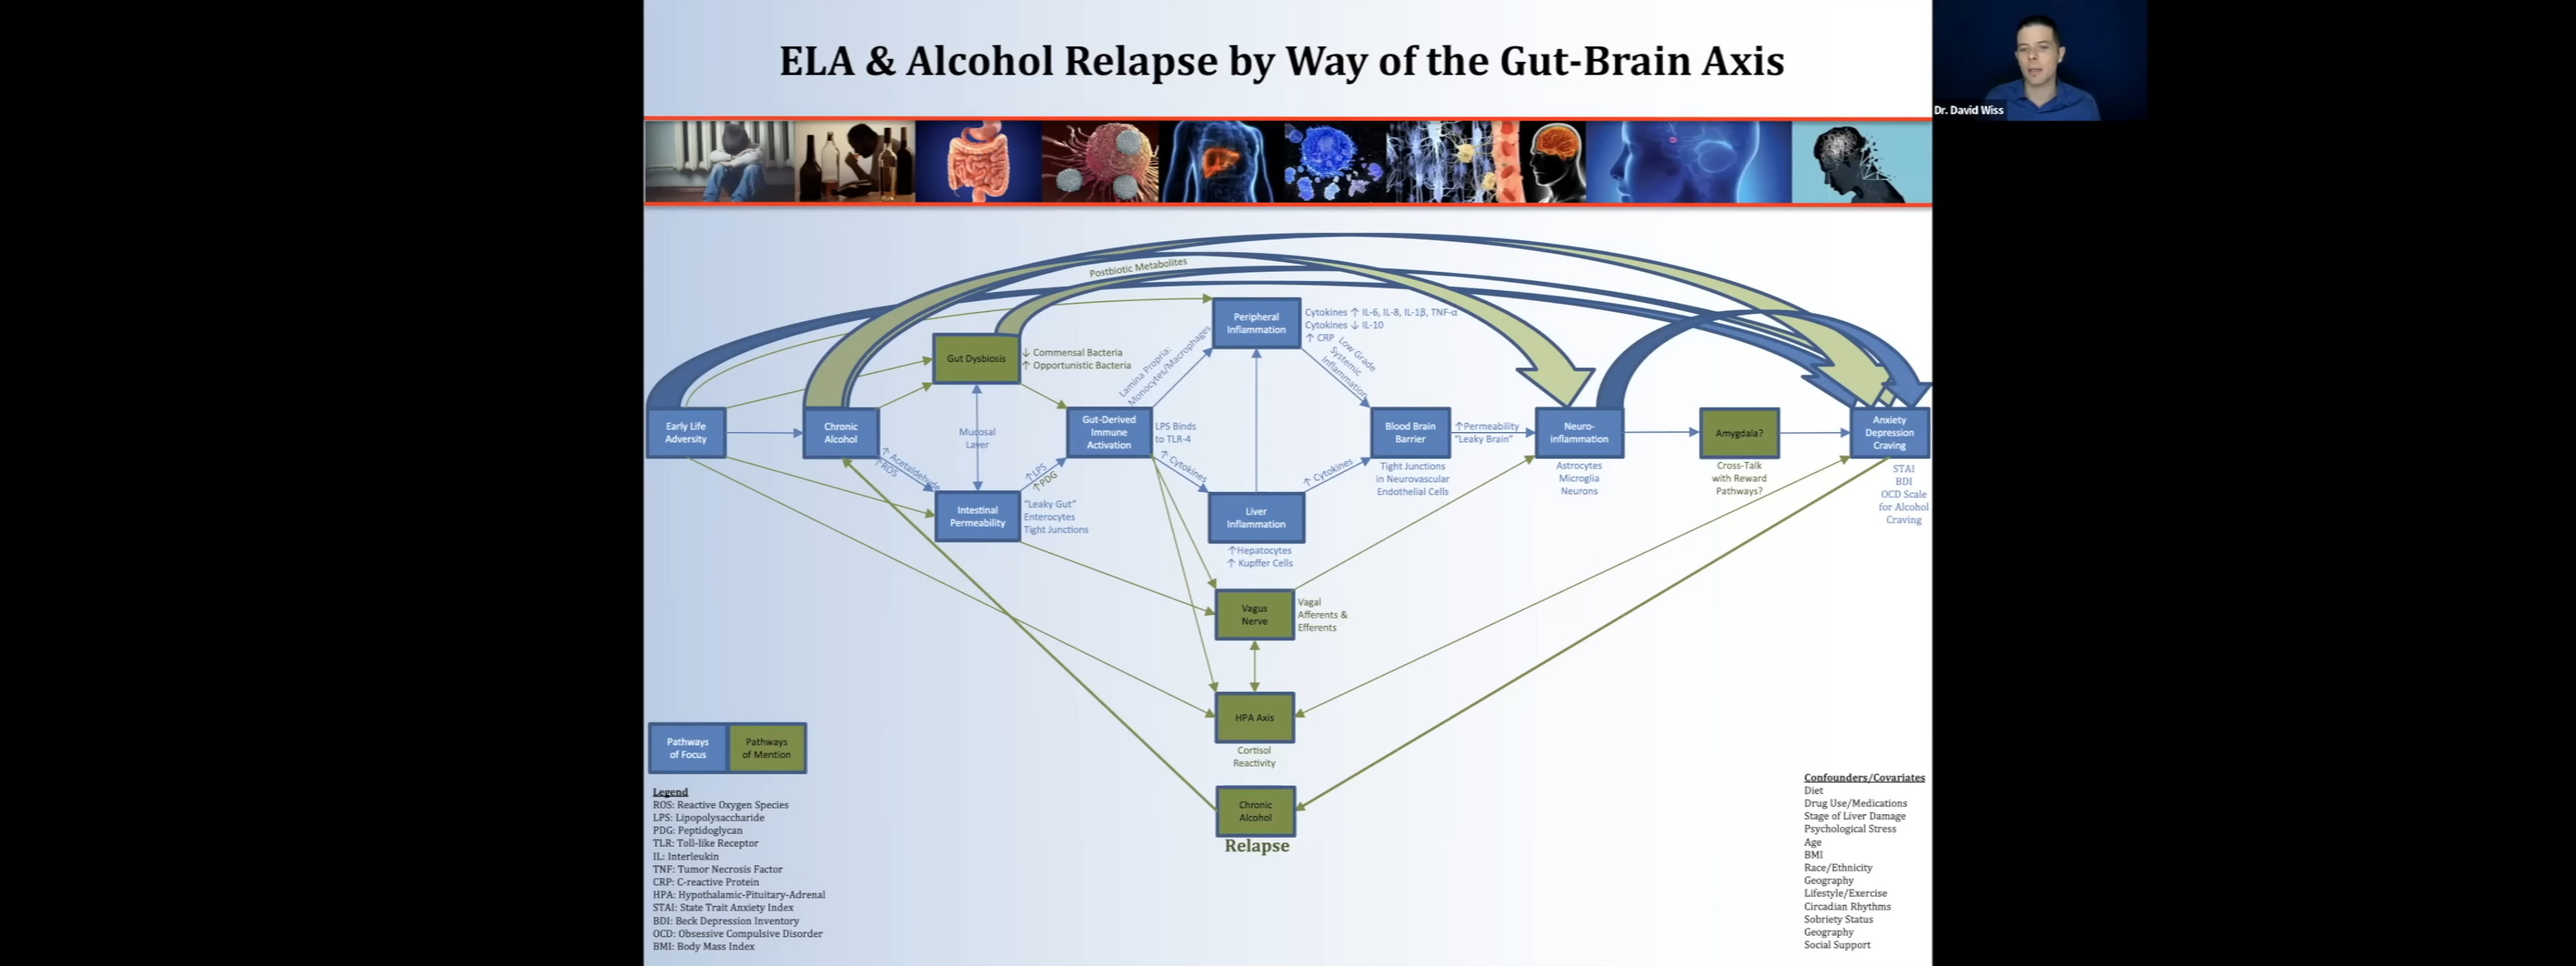 ELA & Alcohol Relapse by Way of the Gut-Brain Axis
Dr. David Wiss
Postbiotic Metabolites
Peripheral
Inflammation
Cytokines ↑ IL-6, IL-8, IL-1β, TNF-α
Cytokines ↓ IL-10
↑ CRP
Low Grade
Systemic
Inflammation
Lamina Propria:
Monocytes/Macrophages
Gut Dysbiosis
↓ Commensal Bacteria
↑ Opportunistic Bacteria
Early Life
Adversity
Chronic
Alcohol
↑ Acetaldehyde
↑ROS
Mucosal
Layer
Gut-Derived
Immune
Activation
LPS Binds
to TLR-4
↑ Cytokines
↑LPS
↑PDG
Intestinal
Permeability
"Leaky Gut"
Enterocytes
Tight Junctions
Liver
Inflammation
↑Hepatocytes
↑ Kupffer Cells
↑ Cytokines
Blood Brain
Barrier
Tight Junctions
in Neurovascular
Endothelial Cells
↑Permeability
"Leaky Brain"
Neuro-
inflammation
Astrocytes
Microglia
Neurons
Amygdala?
Cross-Talk
with Reward
Pathways?
Anxiety
Depression
Craving
STAI
BDI
OCD Scale
for Alcohol
Craving
Vagus
Nerve
Vagal
Afferents &
Efferents
HPA Axis
Cortisol
Reactivity
Chronic
Alcohol
Relapse
Pathways
of Focus
Pathways
of Mention
Legend
ROS: Reactive Oxygen Species
LPS: Lipopolysaccharide
PDG: Peptidoglycan
TLR: Toll-like Receptor
IL: Interleukin
TNF: Tumor Necrosis Factor
CRP: C-reactive Protein
HPA: Hypothalamic-Pituitary-Adrenal
STAI: State Trait Anxiety Index
BDI: Beck Depression Inventory
OCD: Obsessive Compulsive Disorder
BMI: Body Mass Index
Confounders/Covariates
Diet
Drug Use/Medications
Stage of Liver Damage
Psychological Stress
Age
BMI
Race/Ethnicity
Geography
Lifestyle/Exercise
Circadian Rhythms
Sobriety Status
Geography
Social Support